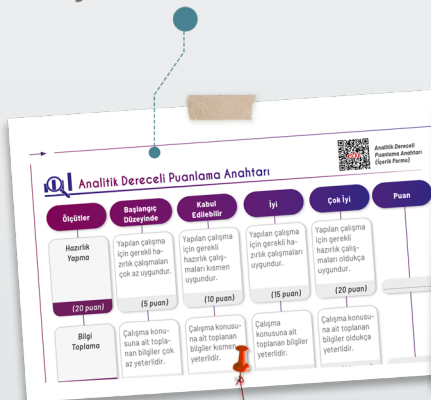 Analitik Dereceli
Puanlama Anahtarı
(İçerik Formu)
Analitik Dereceli Puanlama Anahtarı
Ölçütler
Başlangıç
Düzeyinde
Kabul
Edilebilir
İyi
Çok İyi
Puan
Hazırlık
Yapma
(20 puan)
Yapılan çalışma
için gerekli ha-
zırlık çalışmaları
çok az uygundur.
(5 puan)
Yapılan çalışma
için gerekli
hazırlık çalış-
maları kısmen
uygundur.
(10 puan)
Yapılan çalışma
için gerekli ha-
zırlık çalışmaları
uygundur.
(15 puan)
Yapılan çalışma
için gerekli
hazırlık çalış-
maları oldukça
uygundur.
(20 puan)
Bilgi
Toplama
Çalışma konu-
suna ait topla-
nan bilgiler çok
az yeterlidir.
Çalışma konusu-
na ait toplanan
bilgiler kısmen
yeterlidir.
Çalışma
konusuna ait
toplanan bilgiler
yeterlidir.
Çalışma konusu-
na ait toplanan
bilgiler oldukça
yeterlidir.